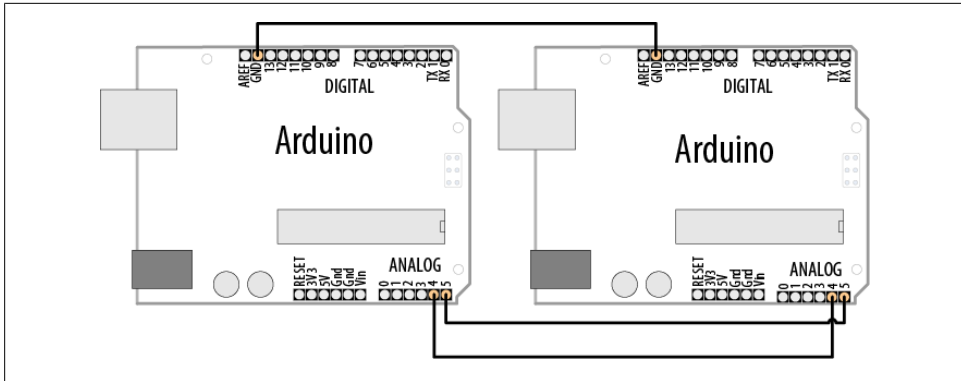 AREF GND 13 12 11 10 9 8 7 6 5 4 3 2 TX 1 RX 0
DIGITAL
Arduino
RESET 3V3 5V Gnd Gnd Vin
ANALOG
0 1 2 3 4 5
AREF GND 13 12 11 10 9 8 7 6 5 4 3 2 TX 1 RX 0
DIGITAL
Arduino
RESET 3V3 5V Gnd Gnd Vin
ANALOG
0 1 2 3 4 5